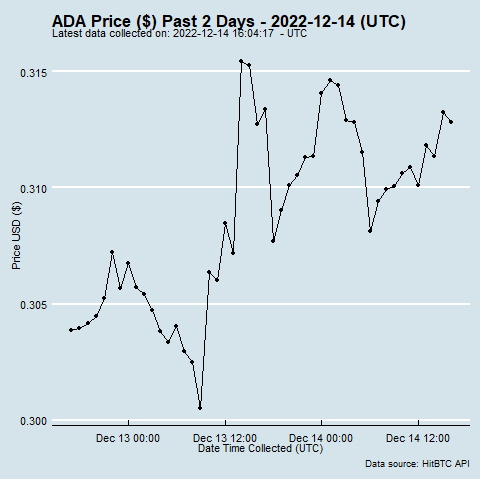 ADA Price ($) Past 2 Days - 2022-12-14 (UTC)
Latest data collected on: 2022-12-14 16:04:17  - UTC
0.315
0.310
0.305
0.300
Price USD ($)
Dec 13 00:00 Dec 13 12:00 Dec 14 00:00 Dec 14 12:00
Date Time Collected (UTC)
Data source: HitBTC API